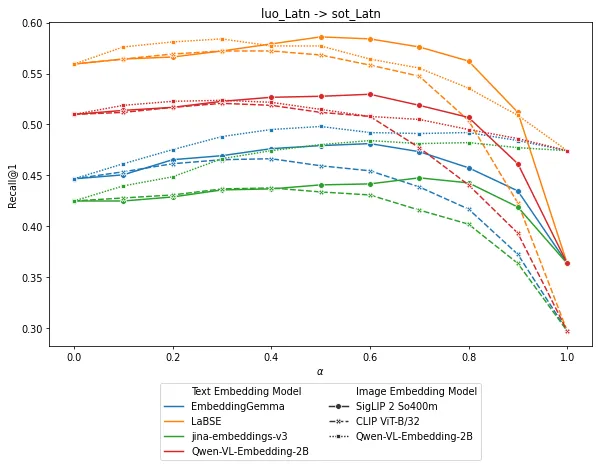 luo_Latn -> sot_Latn
0.60
0.55
0.50
0.45
0.40
0.35
0.30
Recall@1
0.0 0.2 0.4 0.6 0.8 1.0
α
Text Embedding Model Image Embedding Model
EmbeddingGemma SigLIP 2 So400m
LaBSE CLIP ViT-B/32
jina-embeddings-v3 Qwen-VL-Embedding-2B
Qwen-VL-Embedding-2B